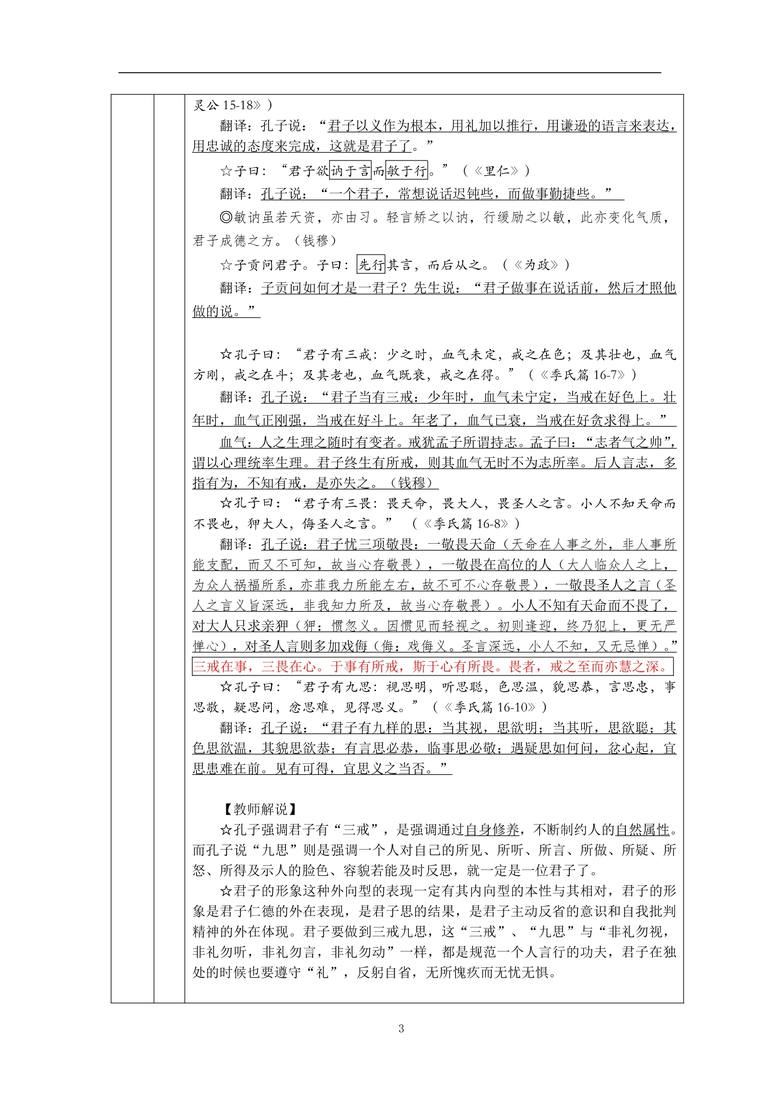 灵公 15-18》)
翻译：孔子说：“君子以义作为根本，用礼加以推行，用谦逊的语言来表达，
用忠诚的态度来完成，这就是君子了。”
☆子曰：“君子欲讷于言而敏于行。”（《里仁》）
翻译：孔子说：“一个君子，常想说话迟钝些，而做事勤捷些。”
◎敏讷虽若天资，亦由习。轻言矫之以讷，行缓励之以敏，此亦变化气质，
君子成德之方。（钱穆）
☆子贡问君子。子曰：先行其言，而后从之。（《为政》）
翻译：子贡问如何才是一君子？先生说：“君子做事在说话前，然后才照他
做的说。”
☆孔子曰：“君子有三戒：少之时，血气未定，戒之在色；及其壮也，血气
方刚，戒之在斗；及其老也，血气既衰，戒之在得。”（《季氏篇 16-7》）
翻译：孔子说：“君子当有三戒：少年时，血气未宁定，当戒在好色上。壮
年时，血气正刚强，当戒在好斗上。年老了，血气已衰，当戒在好贪求得上。”
血气：人之生理之随时有变者。戒犹孟子所谓持志。孟子曰：“志者气之帅”，
谓以心理统率生理。君子终生有所戒，则其血气无时不为志所率。后人言志，多
指有为，不知有戒，是亦失之。（钱穆）
☆孔子曰：“君子有三畏：畏天命，畏大人，畏圣人之言。小人不知天命而
不畏也，狎大人，侮圣人之言。” （《季氏篇 16-8》）
翻译：孔子说：君子忧三项敬畏：一敬畏天命（天命在人事之外，非人事所
能支配，而又不可知，故当心存敬畏），一敬畏在高位的人（大人临众人之上，
为众人祸福所系，亦菲我力所能左右，故不可不心存敬畏），一敬畏圣人之言（圣
人之言义旨深远，非我知力所及，故当心存敬畏）。小人不知有天命而不畏了，
对大人只求亲狎（狎：惯忽义。因惯见而轻视之。初则逢迎，终乃犯上，更无严
惮心），对圣人言则多加戏侮（侮：戏侮义。圣言深远，小人不知，又无忌惮）。”
三戒在事，三畏在心。于事有所戒，斯于心有所畏。畏者，戒之至而亦慧之深。
☆孔子曰：“君子有九思：视思明，听思聪，色思温，貌思恭，言思忠，事
思敬，疑思问，忿思难，见得思义。”（《季氏篇 16-10》）
翻译：孔子说：“君子有九样的思：当其视，思欲明；当其听，思欲聪；其
色思欲温，其貌思欲恭；有言思必恭，临事思必敬；遇疑思如何问，忿心起，宜
思患难在前。见有可得，宜思义之当否。”
【教师解说】
☆孔子强调君子有“三戒”，是强调通过自身修养，不断制约人的自然属性。
而孔子说“九思”则是强调一个人对自己的所见、所听、所言、所做、所疑、所
怒、所得及示人的脸色、容貌若能及时反思，就一定是一位君子了。
☆君子的形象这种外向型的表现一定有其内向型的本性与其相对，君子的形
象是君子仁德的外在表现，是君子思的结果，是君子主动反省的意识和自我批判
精神的外在体现。君子要做到三戒九思，这“三戒”、“九思”与“非礼勿视，
非礼勿听，非礼勿言，非礼勿动”一样，都是规范一个人言行的功夫，君子在独
处的时候也要遵守“礼”，反躬自省，无所愧疚而无忧无惧。
3